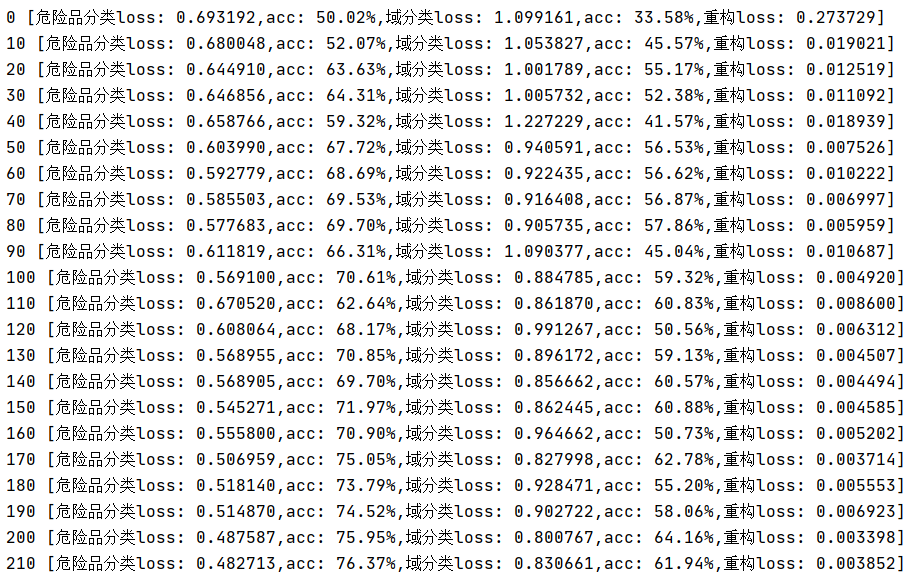 0 [危险品分类loss: 0.693192,acc: 50.02%,域分类loss: 1.099161,acc: 33.58%,重构loss: 0.273729]
10 [危险品分类loss: 0.680048,acc: 52.07%,域分类loss: 1.053827,acc: 45.57%,重构loss: 0.019021]
20 [危险品分类loss: 0.644910,acc: 63.63%,域分类loss: 1.001789,acc: 55.17%,重构loss: 0.012519]
30 [危险品分类loss: 0.646856,acc: 64.31%,域分类loss: 1.005732,acc: 52.38%,重构loss: 0.011092]
40 [危险品分类loss: 0.658766,acc: 59.32%,域分类loss: 1.227229,acc: 41.57%,重构loss: 0.018939]
50 [危险品分类loss: 0.603990,acc: 67.72%,域分类loss: 0.940591,acc: 56.53%,重构loss: 0.007526]
60 [危险品分类loss: 0.592779,acc: 68.69%,域分类loss: 0.922435,acc: 56.62%,重构loss: 0.010222]
70 [危险品分类loss: 0.585503,acc: 69.53%,域分类loss: 0.916408,acc: 56.87%,重构loss: 0.006997]
80 [危险品分类loss: 0.577683,acc: 69.70%,域分类loss: 0.905735,acc: 57.86%,重构loss: 0.005959]
90 [危险品分类loss: 0.611819,acc: 66.31%,域分类loss: 1.090377,acc: 45.04%,重构loss: 0.010687]
100 [危险品分类loss: 0.569100,acc: 70.61%,域分类loss: 0.884785,acc: 59.32%,重构loss: 0.004920]
110 [危险品分类loss: 0.670520,acc: 62.64%,域分类loss: 0.861870,acc: 60.83%,重构loss: 0.008600]
120 [危险品分类loss: 0.608064,acc: 68.17%,域分类loss: 0.991267,acc: 50.56%,重构loss: 0.006312]
130 [危险品分类loss: 0.568955,acc: 70.85%,域分类loss: 0.896172,acc: 59.13%,重构loss: 0.004507]
140 [危险品分类loss: 0.568905,acc: 69.70%,域分类loss: 0.856662,acc: 60.57%,重构loss: 0.004494]
150 [危险品分类loss: 0.545271,acc: 71.97%,域分类loss: 0.862445,acc: 60.88%,重构loss: 0.004585]
160 [危险品分类loss: 0.555800,acc: 70.90%,域分类loss: 0.964662,acc: 50.73%,重构loss: 0.005202]
170 [危险品分类loss: 0.506959,acc: 75.05%,域分类loss: 0.827998,acc: 62.78%,重构loss: 0.003714]
180 [危险品分类loss: 0.518140,acc: 73.79%,域分类loss: 0.928471,acc: 55.20%,重构loss: 0.005553]
190 [危险品分类loss: 0.514870,acc: 74.52%,域分类loss: 0.902722,acc: 58.06%,重构loss: 0.006923]
200 [危险品分类loss: 0.487587,acc: 75.95%,域分类loss: 0.800767,acc: 64.16%,重构loss: 0.003398]
210 [危险品分类loss: 0.482713,acc: 76.37%,域分类loss: 0.830661,acc: 61.94%,重构loss: 0.003852]